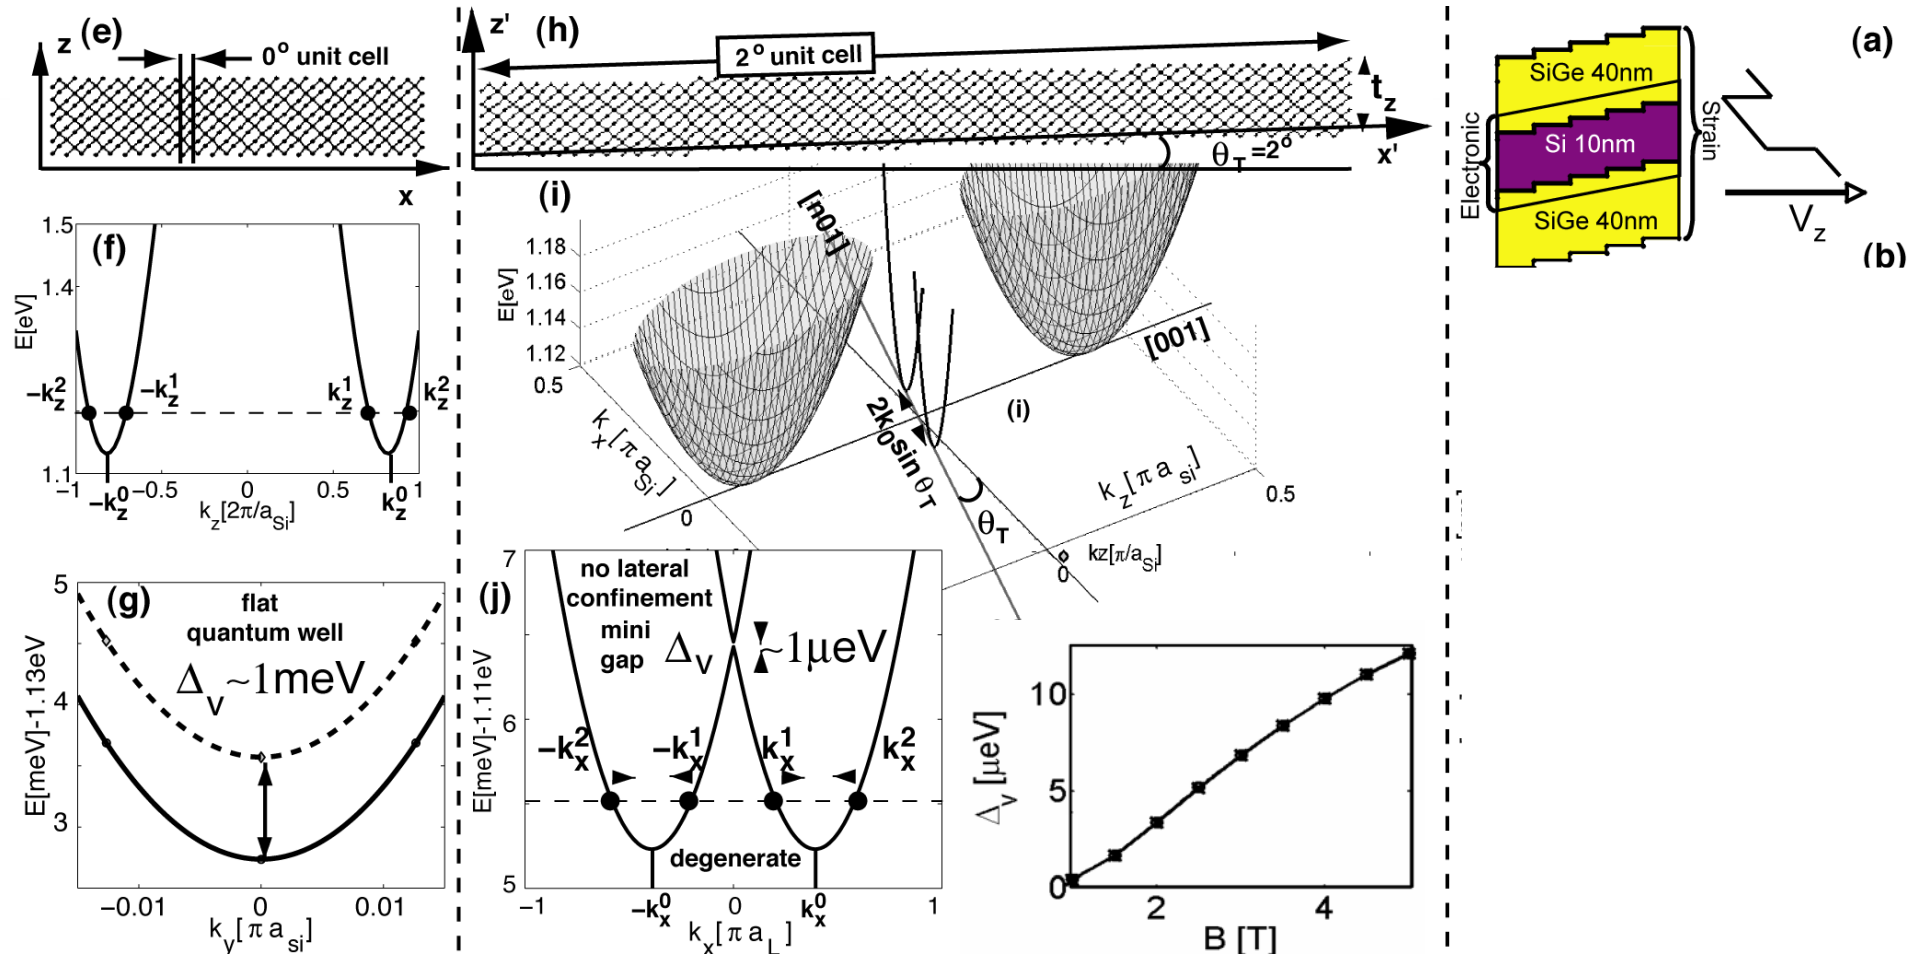 (e)
z
0° unit cell
x
(h)
z'
2° unit cell
t_z
θ_T=2°
x'
(a)
SiGe 40nm
Si 10nm
SiGe 40nm
Electronic
Strain
V_z
(b)
(f)
1.5
1.4
1.1
E[eV]
−k_z^2
−k_z^1
k_z^1
k_z^2
−1
−0.5
0
0.5
1
−k_z^0
k_z^0
k_z[2π/a_Si]
(i)
[n01]
1.18
1.16
1.14
1.12
E[eV]
[001]
0.5
k_x[π a_Si]
0
2k_0 sin θ_T
(i)
k_z[π a_si]
0.5
θ_T
kz[π/a_Si]
0
(g)
flat
quantum well
Δ_v~1meV
5
4
3
E[meV]-1.13eV
−0.01
0
0.01
k_y[π a_si]
(j)
no lateral
confinement
mini
gap
Δ_v
~1μeV
7
6
5
E[meV]-1.11eV
−k_x^2
−k_x^1
k_x^1
k_x^2
degenerate
−1
−k_x^0
0
k_x^0
1
k_x[π a_L]
10
5
0
Δ_v [μeV]
2
4
B [T]